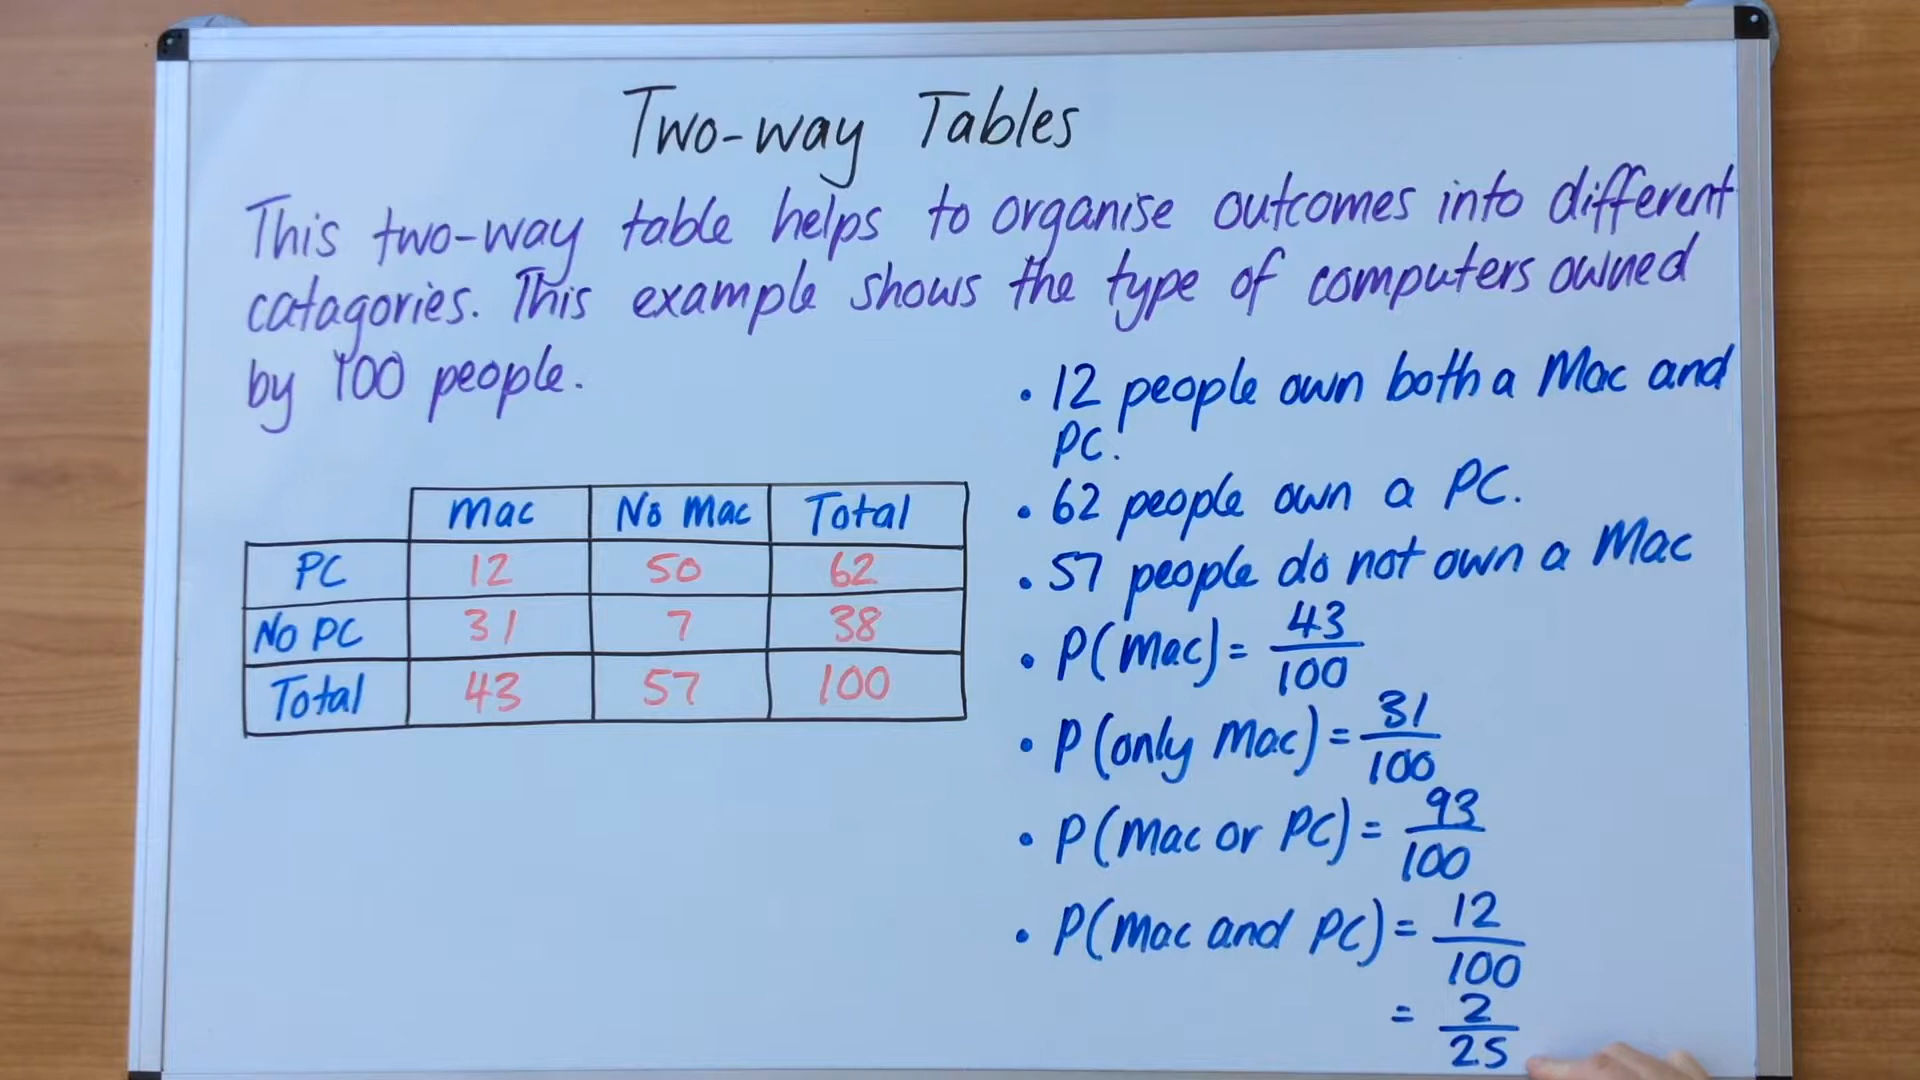 Two-way Tables
This two-way table helps to organise outcomes into different
catagories. This example shows the type of computers owned
by 100 people.
Mac No Mac Total
PC 12 50 62
No PC 31 7 38
Total 43 57 100
• 12 people own both a Mac and
PC.
• 62 people own a PC.
• 57 people do not own a Mac
• P(Mac) = 43/100
• P(only Mac) = 31/100
• P(Mac or PC) = 93/100
• P(Mac and PC) = 12/100
= 2/25